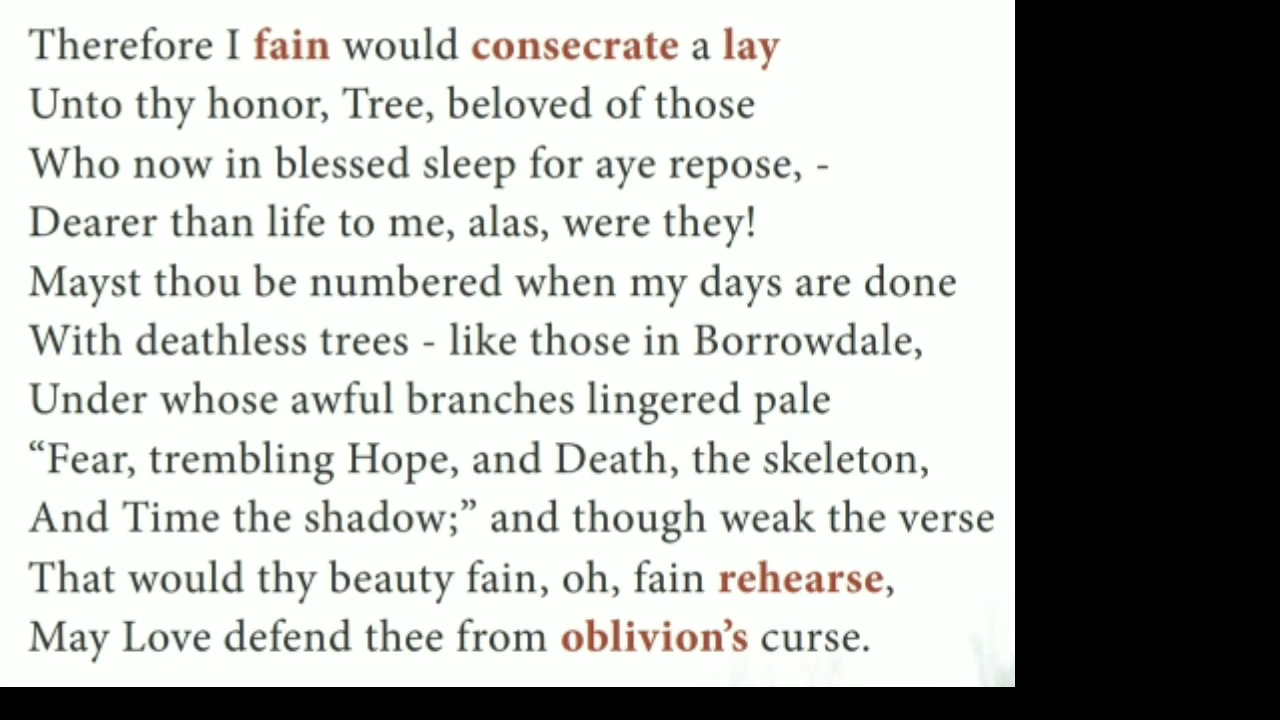 Therefore I fain would consecrate a lay
Unto thy honor, Tree, beloved of those
Who now in blessed sleep for aye repose, -
Dearer than life to me, alas, were they!
Mayst thou be numbered when my days are done
With deathless trees - like those in Borrowdale,
Under whose awful branches lingered pale
“Fear, trembling Hope, and Death, the skeleton,
And Time the shadow;” and though weak the verse
That would thy beauty fain, oh, fain rehearse,
May Love defend thee from oblivion’s curse.